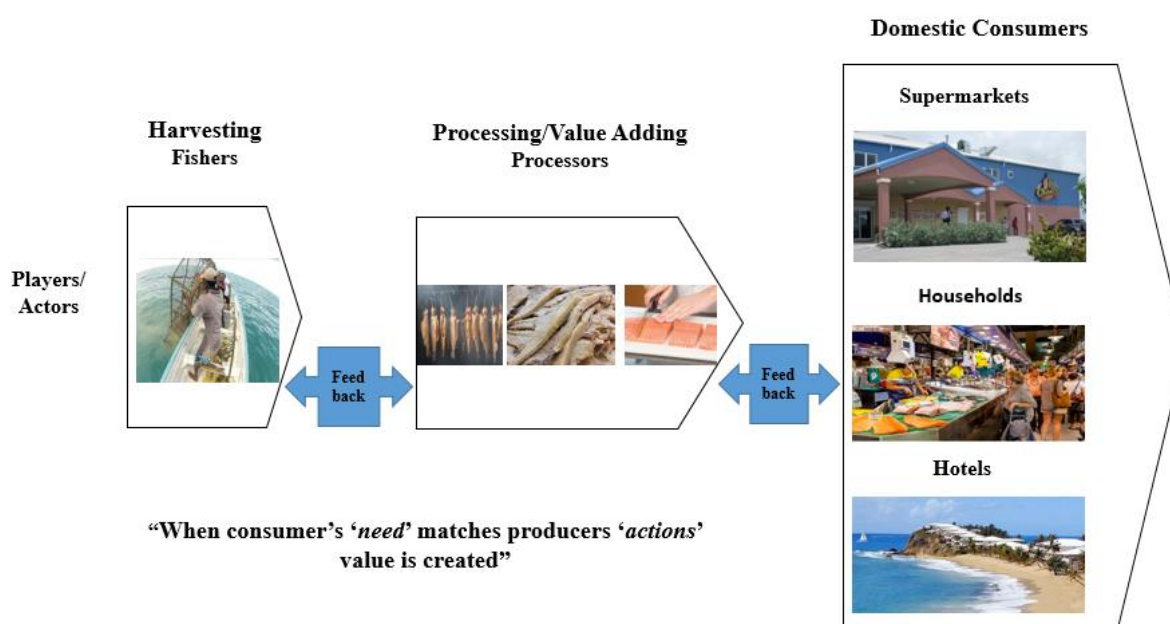 Domestic Consumers
Harvesting
Fishers
Processing/Value Adding
Processors
Supermarkets
Players/
Actors
Households
Feed
back
Feed
back
Hotels
“When consumer’s ‘need’ matches producers ‘actions’
value is created”